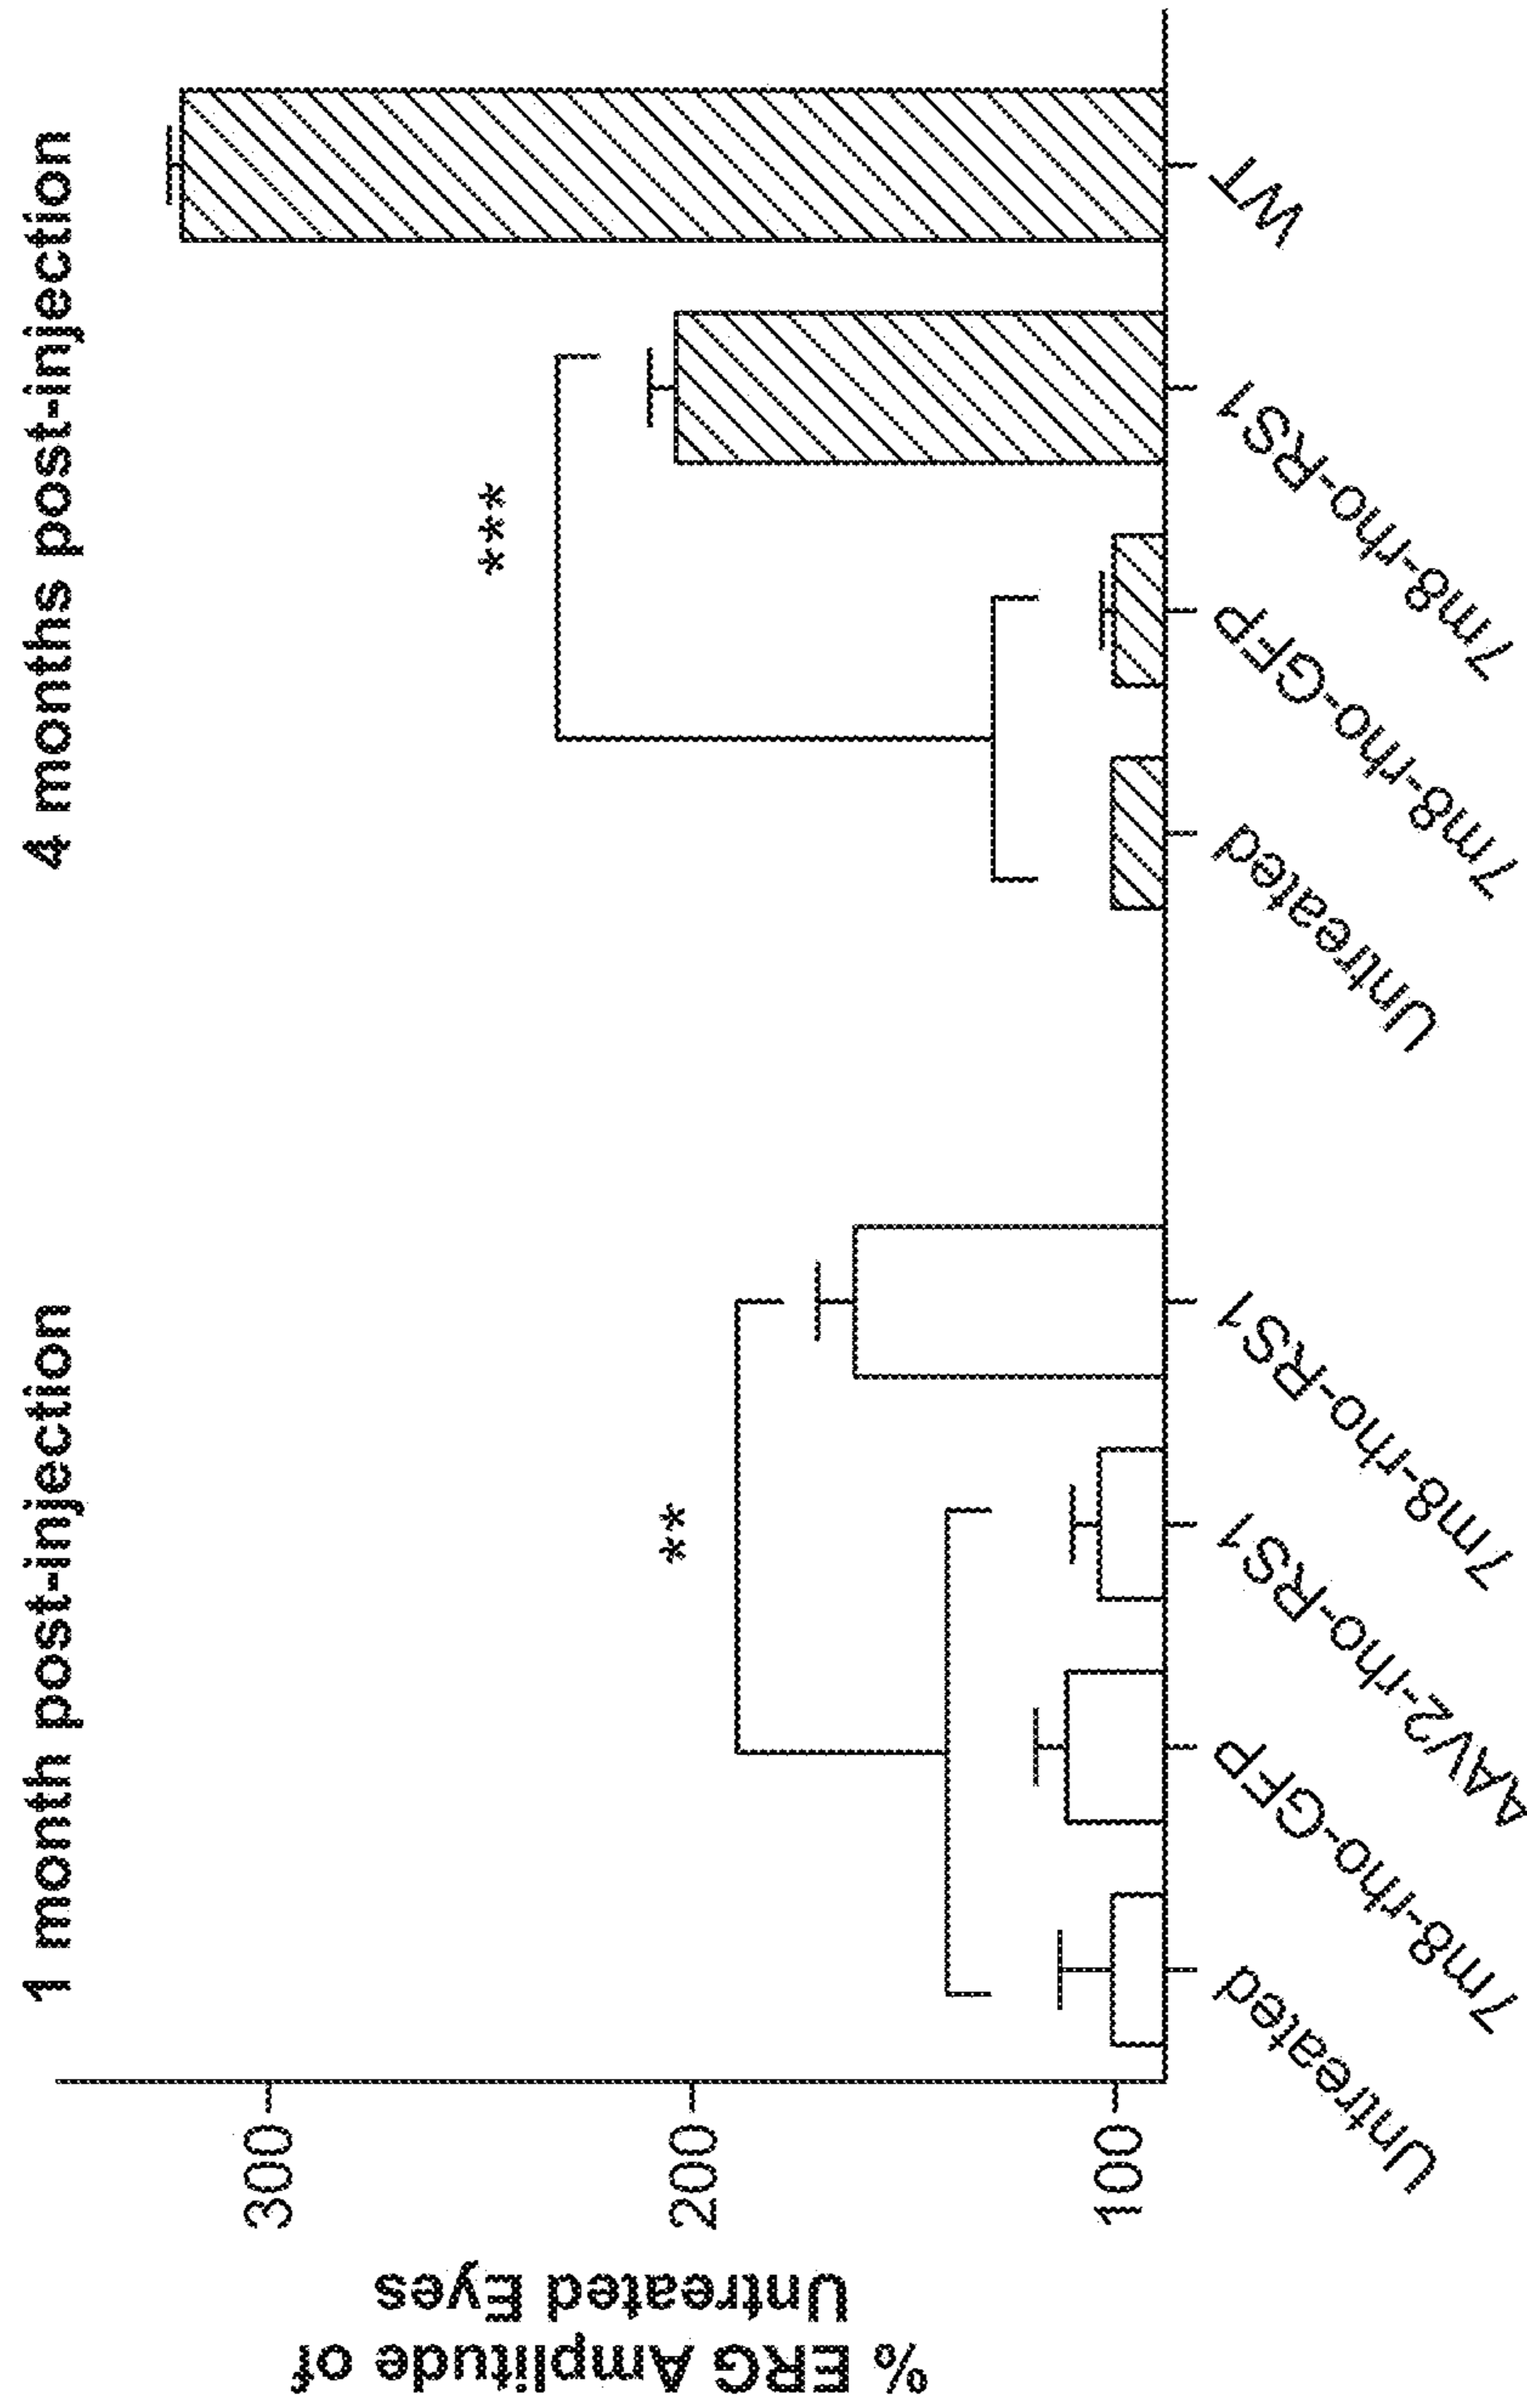 1 month post-injection
4 months post-injection
% ERG Amplitude of
Untreated Eyes
300
200
100
**
***
Untreated
7m8-rho-GFP
AAV2-rho-RS1
7m8-rho-RS1
Untreated
7m8-rho-GFP
7m8-rho-RS1
WT